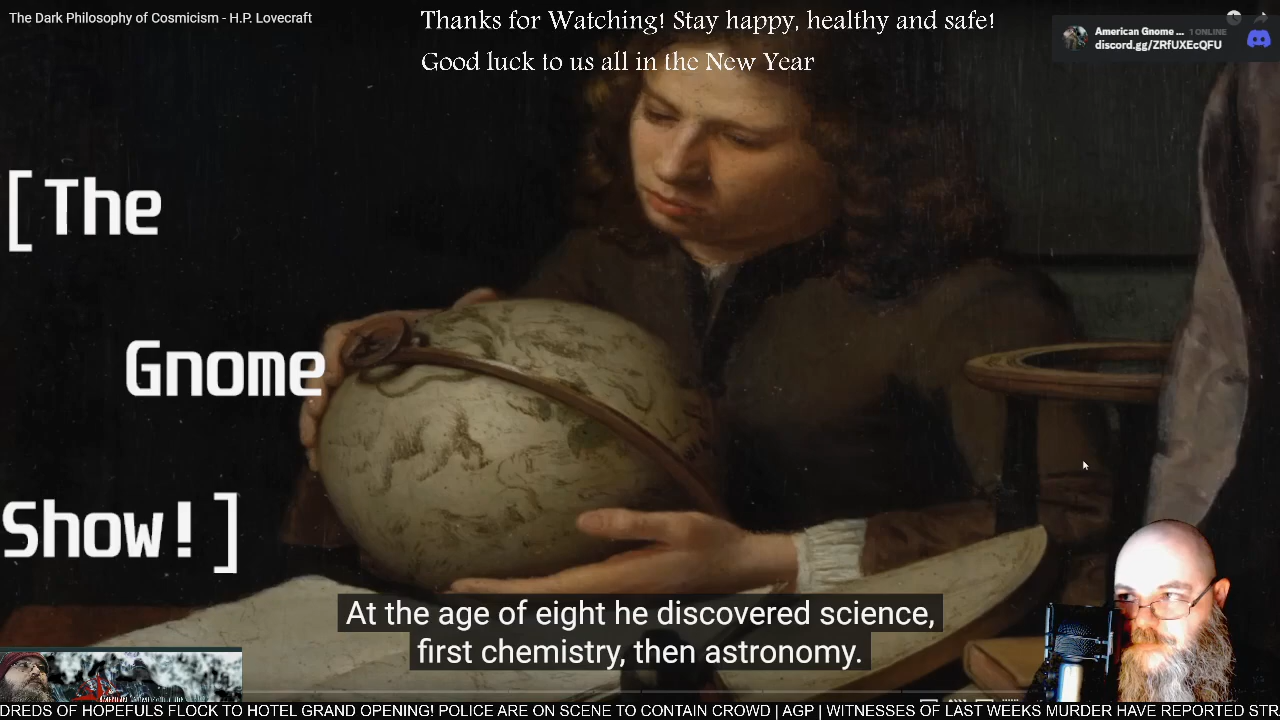 The Dark Philosophy of Cosmicism - H.P. Lovecraft
Thanks for Watching! Stay happy, healthy and safe!
Good luck to us all in the New Year
American Gnome ... 1 ONLINE
discord.gg/ZRfUXEcQFU
[The
Gnome
Show!]
At the age of eight he discovered science,
first chemistry, then astronomy.
DREDS OF HOPEFULS FLOCK TO HOTEL GRAND OPENING! POLICE ARE ON SCENE TO CONTAIN CROWD | AGP | WITNESSES OF LAST WEEKS MURDER HAVE REPORTED STR